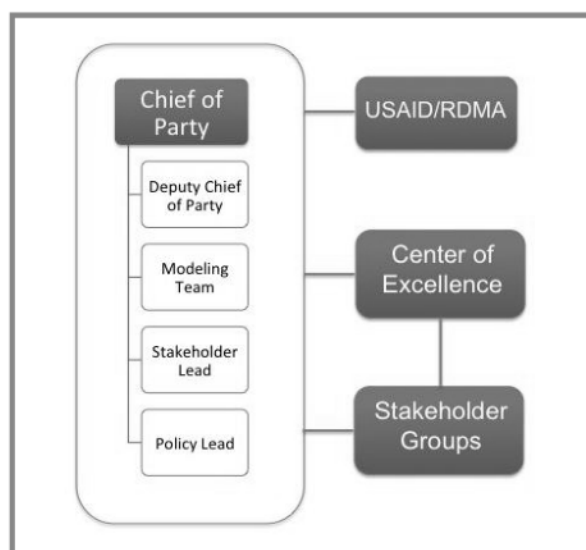 Chief of
Party
Deputy Chief
of Party
Modeling
Team
Stakeholder
Lead
Policy Lead
USAID/RDMA
Center of
Excellence
Stakeholder
Groups